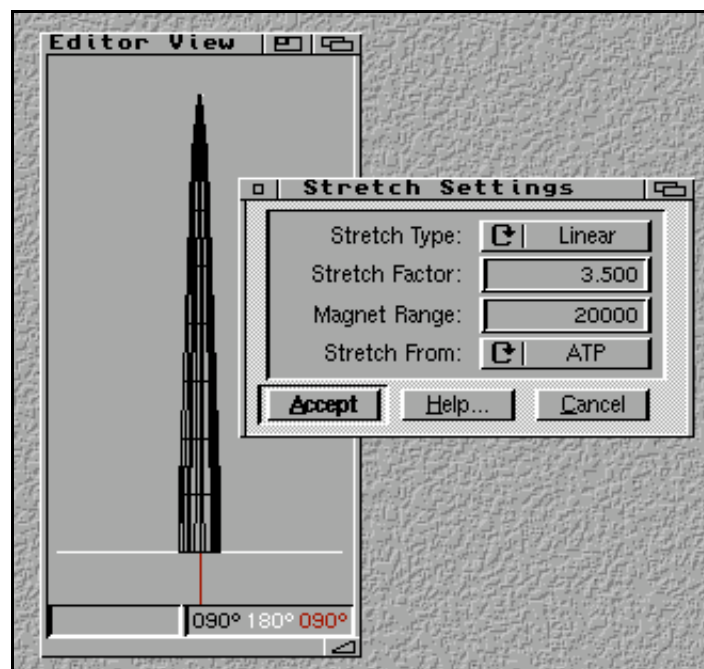 Editor View
Stretch Settings
Stretch Type: Linear
Stretch Factor: 3.500
Magnet Range: 20000
Stretch From: ATP
Accept Help... Cancel
090° 180° 090°